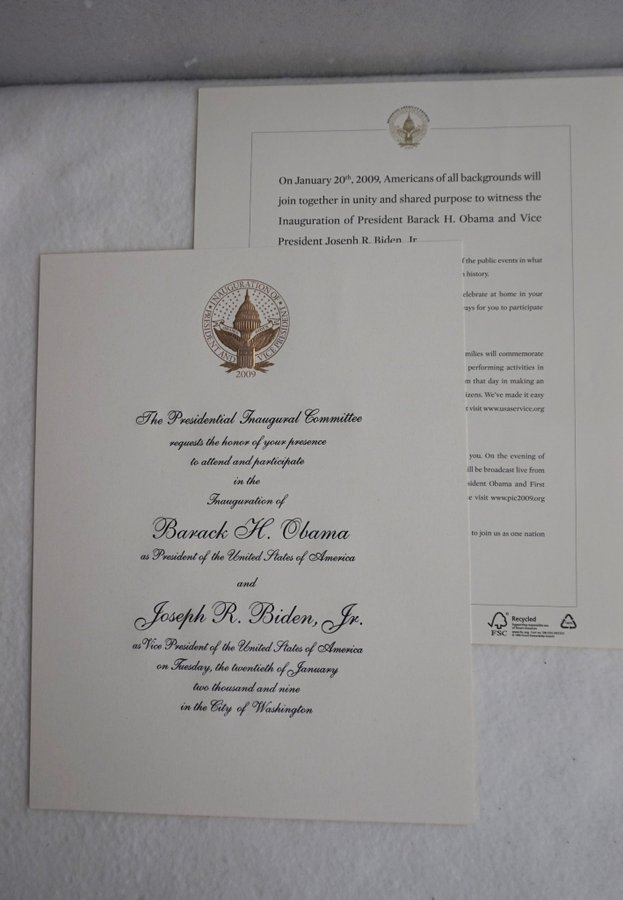 INAUGURATION OF
PRESIDENT AND VICE PRESIDENT
2009
The Presidential Inaugural Committee
requests the honor of your presence
to attend and participate
in the
Inauguration of
Barack H. Obama
as President of the United States of America
and
Joseph R. Biden, Jr.
as Vice President of the United States of America
on Tuesday, the twentieth of January
two thousand and nine
in the City of Washington
On January 20th, 2009, Americans of all backgrounds will
join together in unity and shared purpose to witness the
Inauguration of President Barack H. Obama and Vice
President Joseph R. Biden, Jr.
f the public events in what
history.
elebrate at home in your
ays for you to participate
milies will commemorate
performing activities in
m that day in making an
izens. We've made it easy
t visit www.usaservice.org
you. On the evening of
ill be broadcast live from
sident Obama and First
e visit www.pic2009.org
to join us as one nation
FSC
Recycled